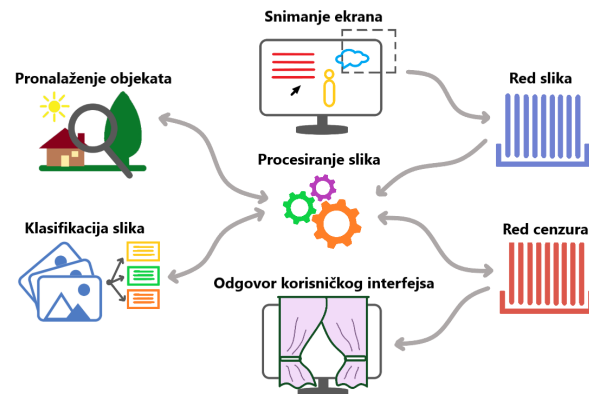 Snimanje ekrana
Pronalaženje objekata
Red slika
Procesiranje slika
Klasifikacija slika
Red cenzura
Odgovor korisničkog interfejsa